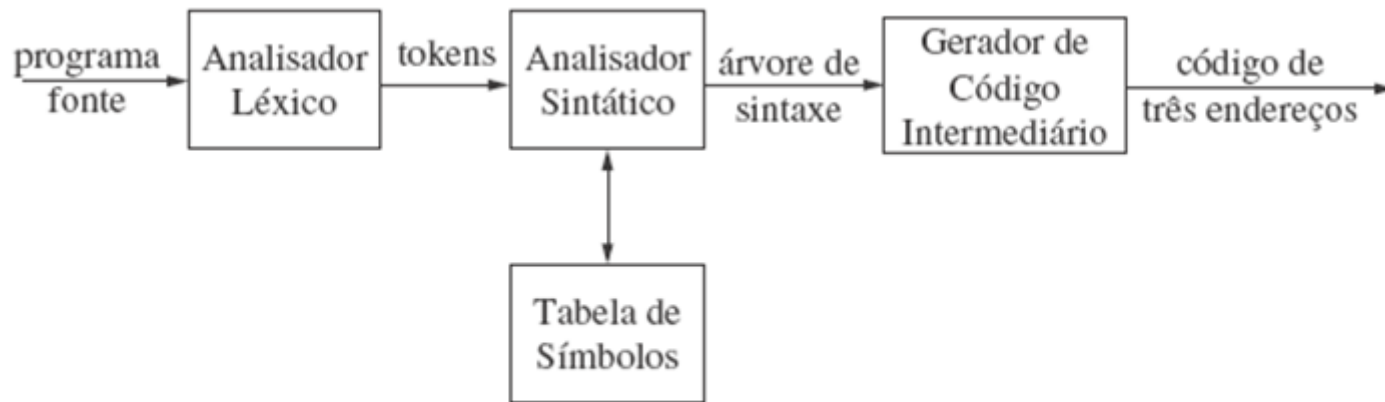 programa
fonte
Analisador
Léxico
tokens
Analisador
Sintático
árvore de
sintaxe
Gerador de
Código
Intermediário
código de
três endereços
Tabela de
Símbolos